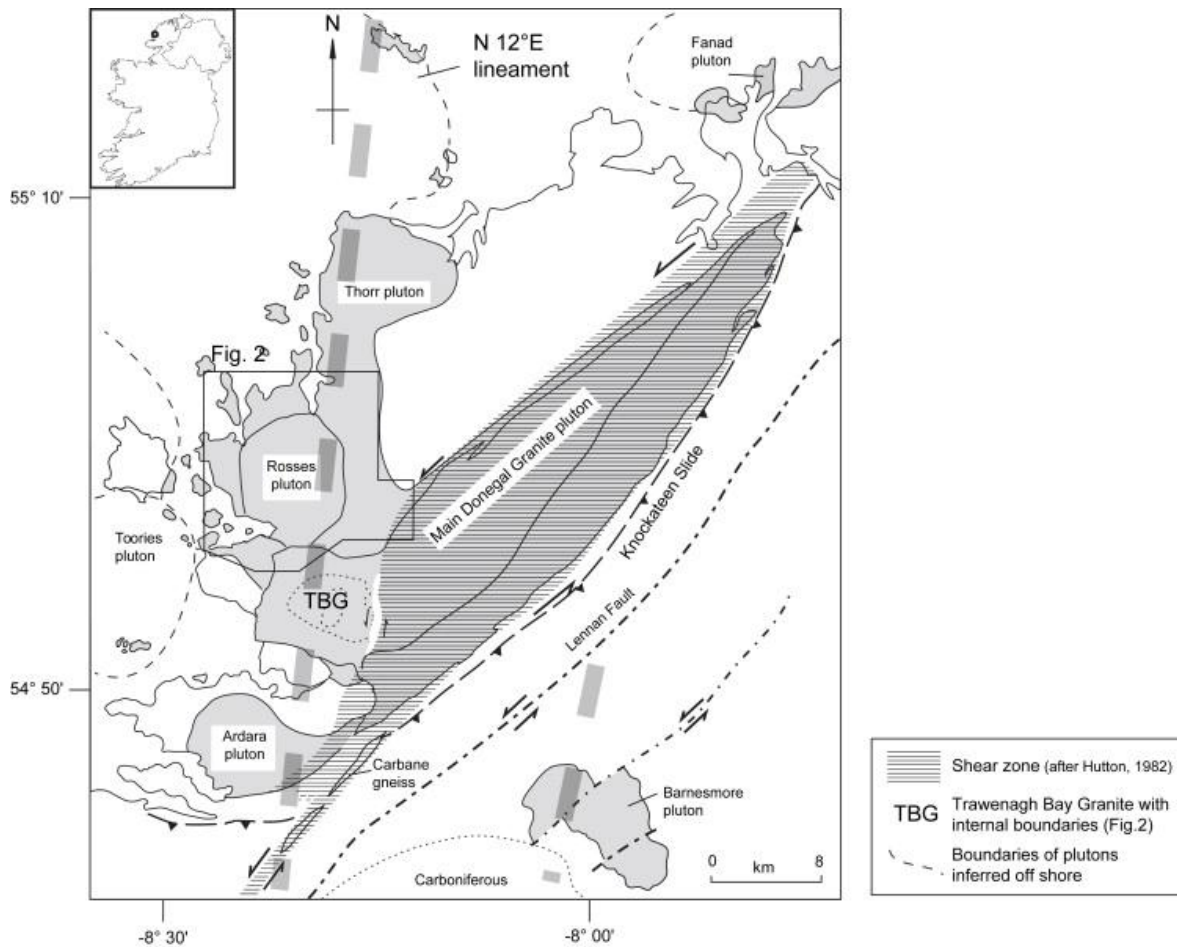 N
N 12°E
lineament
Fanad
pluton
55° 10'
Thorr pluton
Fig. 2
Rosses
pluton
Main Donegal Granite pluton
Toories
pluton
Knockateen Slide
TBG
Lennan Fault
54° 50'
Ardara
pluton
Carbane
gneiss
Barnesmore
pluton
0 8
km
Carboniferous
-8° 30'
-8° 00'
Shear zone (after Hutton, 1982)
TBG Trawenagh Bay Granite with
internal boundaries (Fig.2)
Boundaries of plutons
inferred off shore